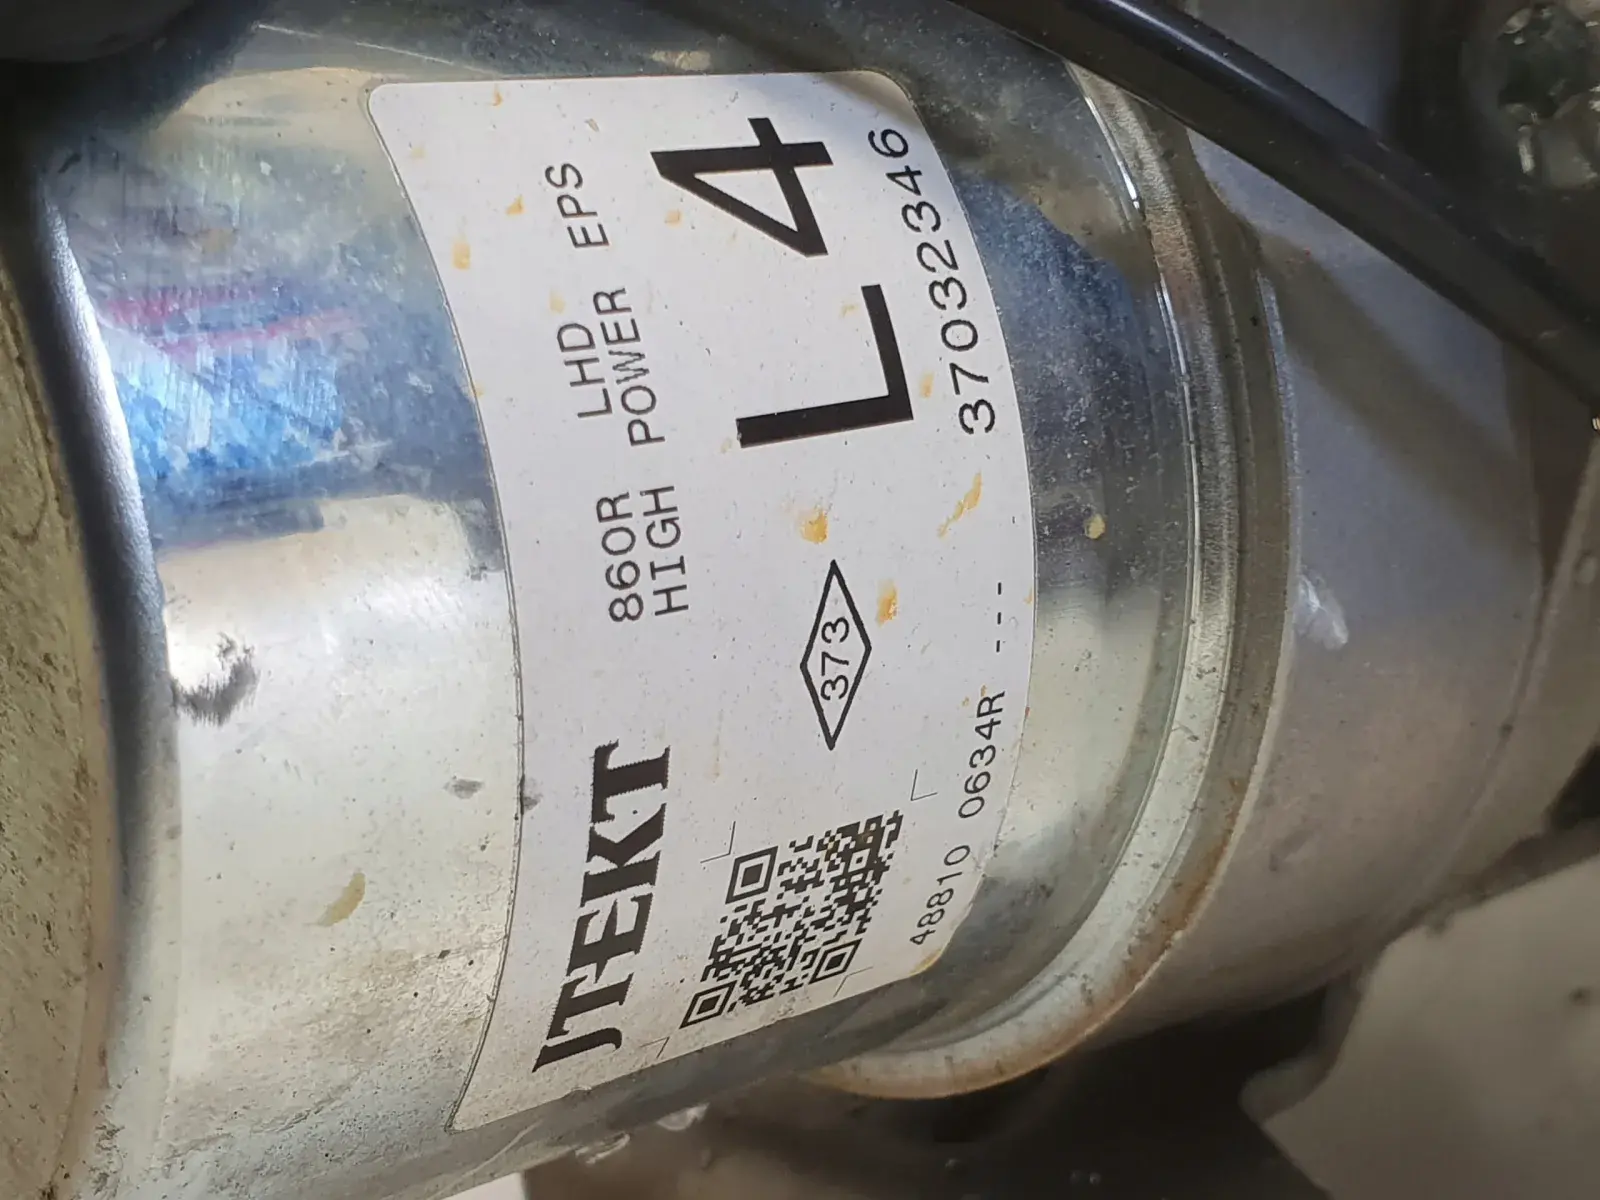 JTEKT
860R LHD
HIGH POWER EPS
373
L4
48810 0634R ---
37032346